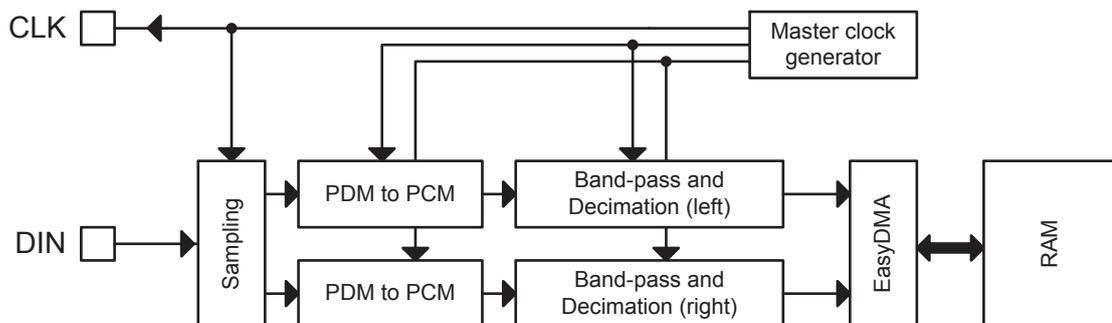 CLK
Master clock
generator
DIN
Sampling
PDM to PCM
Band-pass and
Decimation (left)
PDM to PCM
Band-pass and
Decimation (right)
EasyDMA
RAM